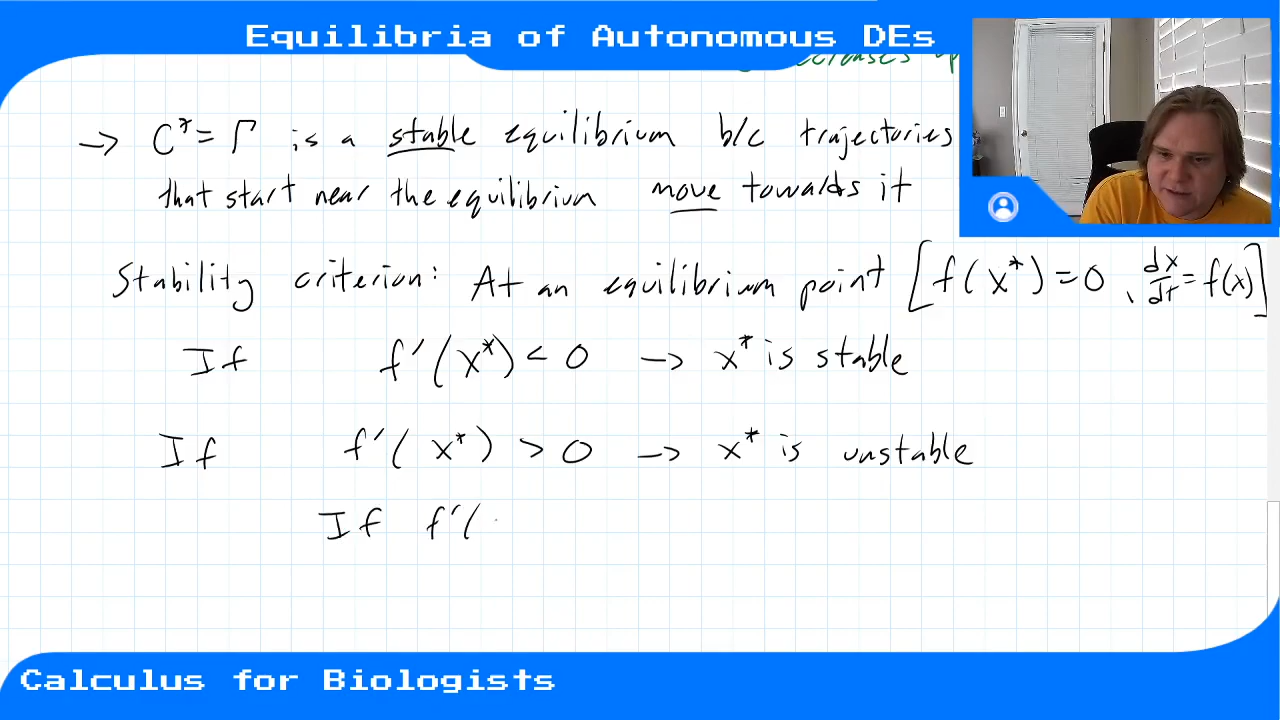 Equilibria of Autonomous DEs
→ C* = Γ is a stable equilibrium b/c trajectories
that start near the equilibrium move towards it
Stability criterion: At an equilibrium point [f(x*) = 0, dx/dt = f(x)]
If f'(x*) < 0 → x* is stable
If f'(x*) > 0 → x* is unstable
If f'(
Calculus for Biologists